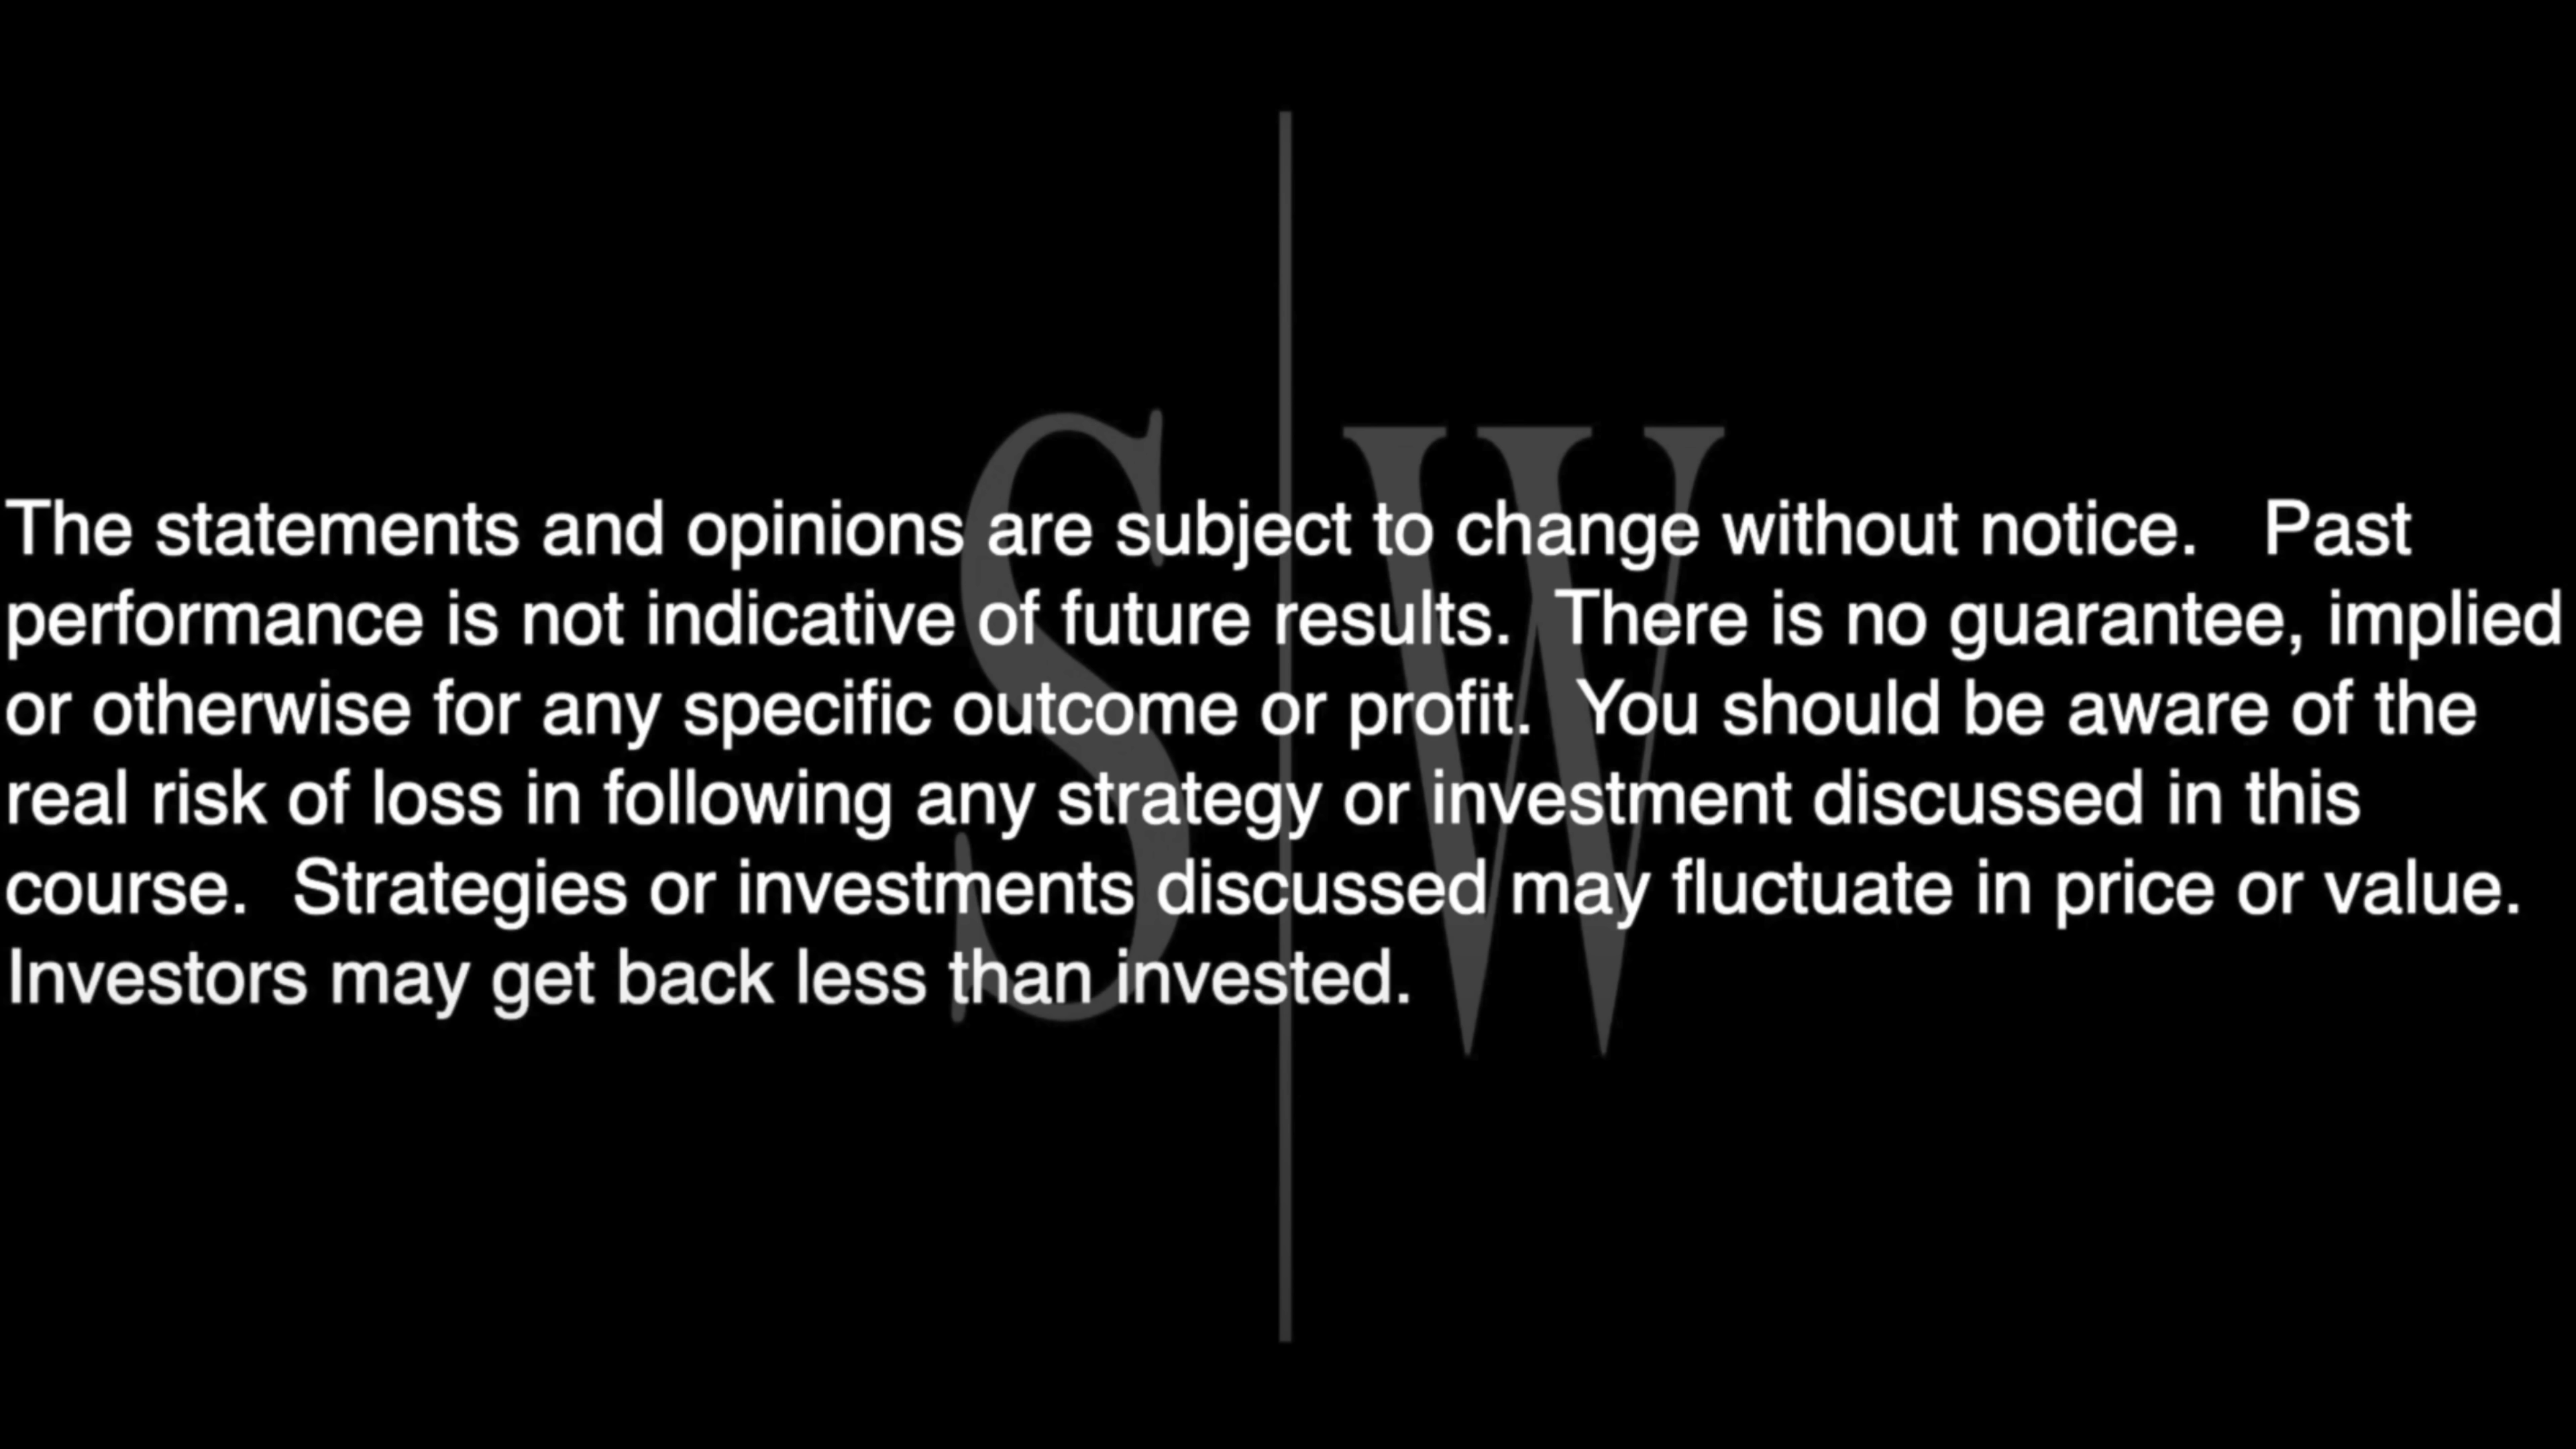 S W
The statements and opinions are subject to change without notice.   Past
performance is not indicative of future results.  There is no guarantee, implied
or otherwise for any specific outcome or profit.  You should be aware of the
real risk of loss in following any strategy or investment discussed in this
course.  Strategies or investments discussed may fluctuate in price or value.
Investors may get back less than invested.